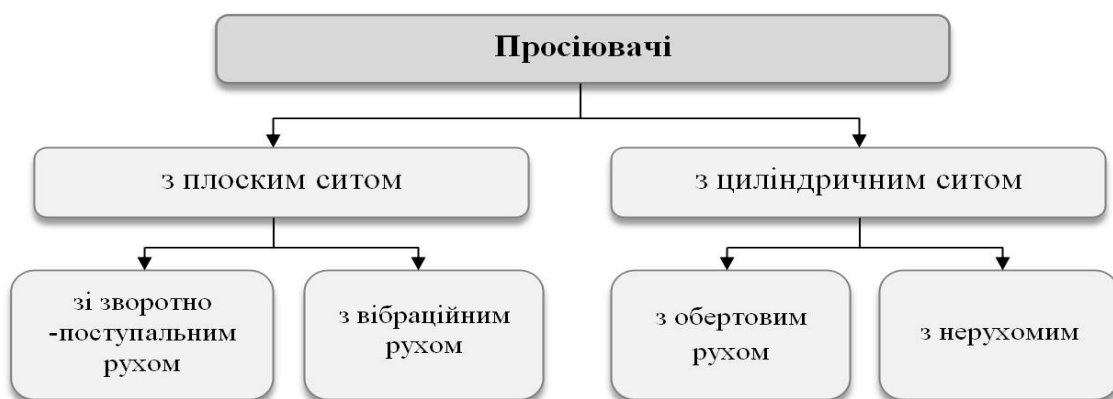 Просіювачі
з плоским ситом
з циліндричним ситом
зі зворотно
-поступальним
рухом
з вібраційним
рухом
з обертовим
рухом
з нерухомим